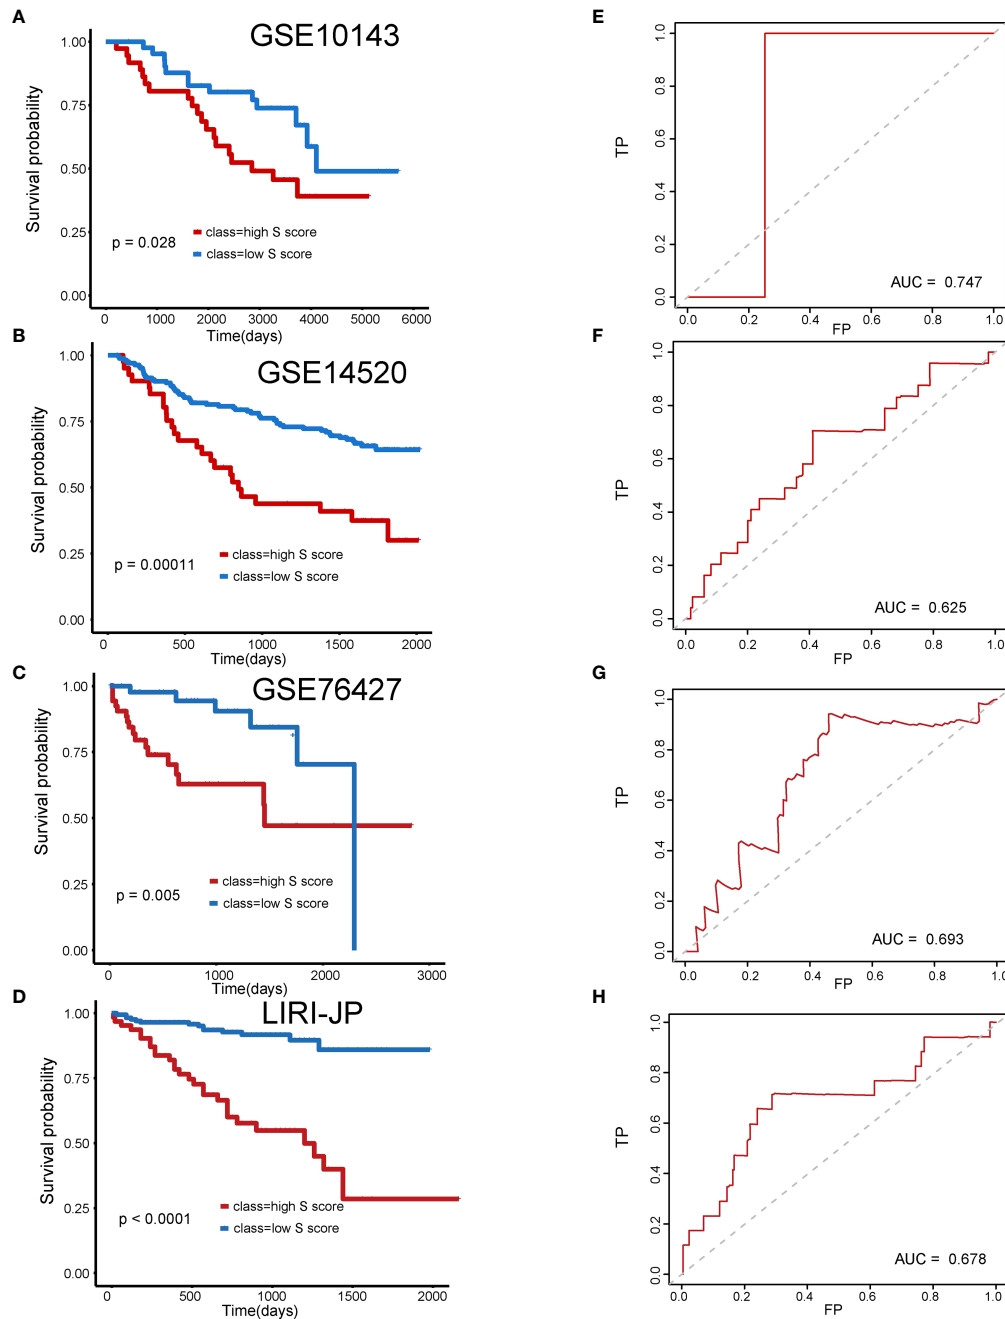 A
GSE10143
Survival probability
1.00
0.75
0.50
0.25
0.00
p = 0.028
class=high S score
class=low S score
0 1000 2000 3000 4000 5000 6000
Time(days)
E
TP
1.0
0.8
0.6
0.4
0.2
0.0
AUC = 0.747
0.0 0.2 0.4 0.6 0.8 1.0
FP
B
GSE14520
Survival probability
1.00
0.75
0.50
0.25
0.00
p = 0.00011
class=high S score
class=low S score
0 500 1000 1500 2000
Time(days)
F
TP
1.0
0.8
0.6
0.4
0.2
0.0
AUC = 0.625
0.0 0.2 0.4 0.6 0.8 1.0
FP
C
GSE76427
Survival probability
1.00
0.75
0.50
0.25
0.00
p = 0.005
class=high S score
class=low S score
0 1000 2000 3000
Time(days)
G
TP
1.0
0.8
0.6
0.4
0.2
0.0
AUC = 0.693
0.0 0.2 0.4 0.6 0.8 1.0
FP
D
LIRI-JP
Survival probability
1.00
0.75
0.50
0.25
0.00
p < 0.0001
class=high S score
class=low S score
0 500 1000 1500 2000
Time(days)
H
TP
1.0
0.8
0.6
0.4
0.2
0.0
AUC = 0.678
0.0 0.2 0.4 0.6 0.8 1.0
FP